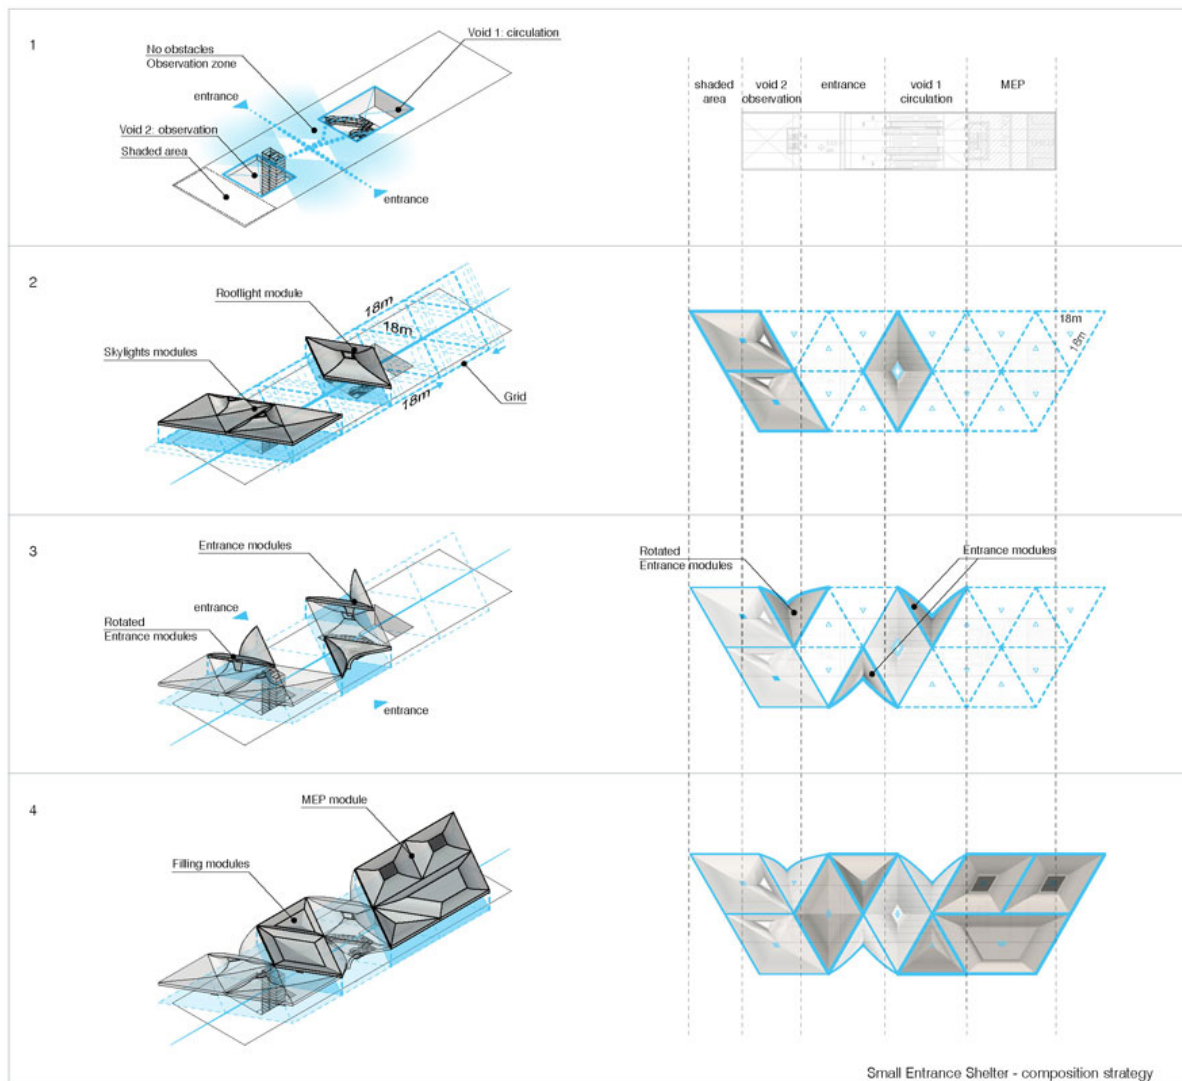 1
No obstacles
Observation zone
Void 1: circulation
entrance
Void 2: observation
Shaded area
entrance
shaded
area
void 2
observation
entrance
void 1
circulation
MEP
2
Rooflight module
18m
18m
Skylights modules
18m
Grid
18m
18m
3
Entrance modules
entrance
Rotated
Entrance modules
entrance
Rotated
Entrance modules
Entrance modules
4
MEP module
Filling modules
Small Entrance Shelter - composition strategy